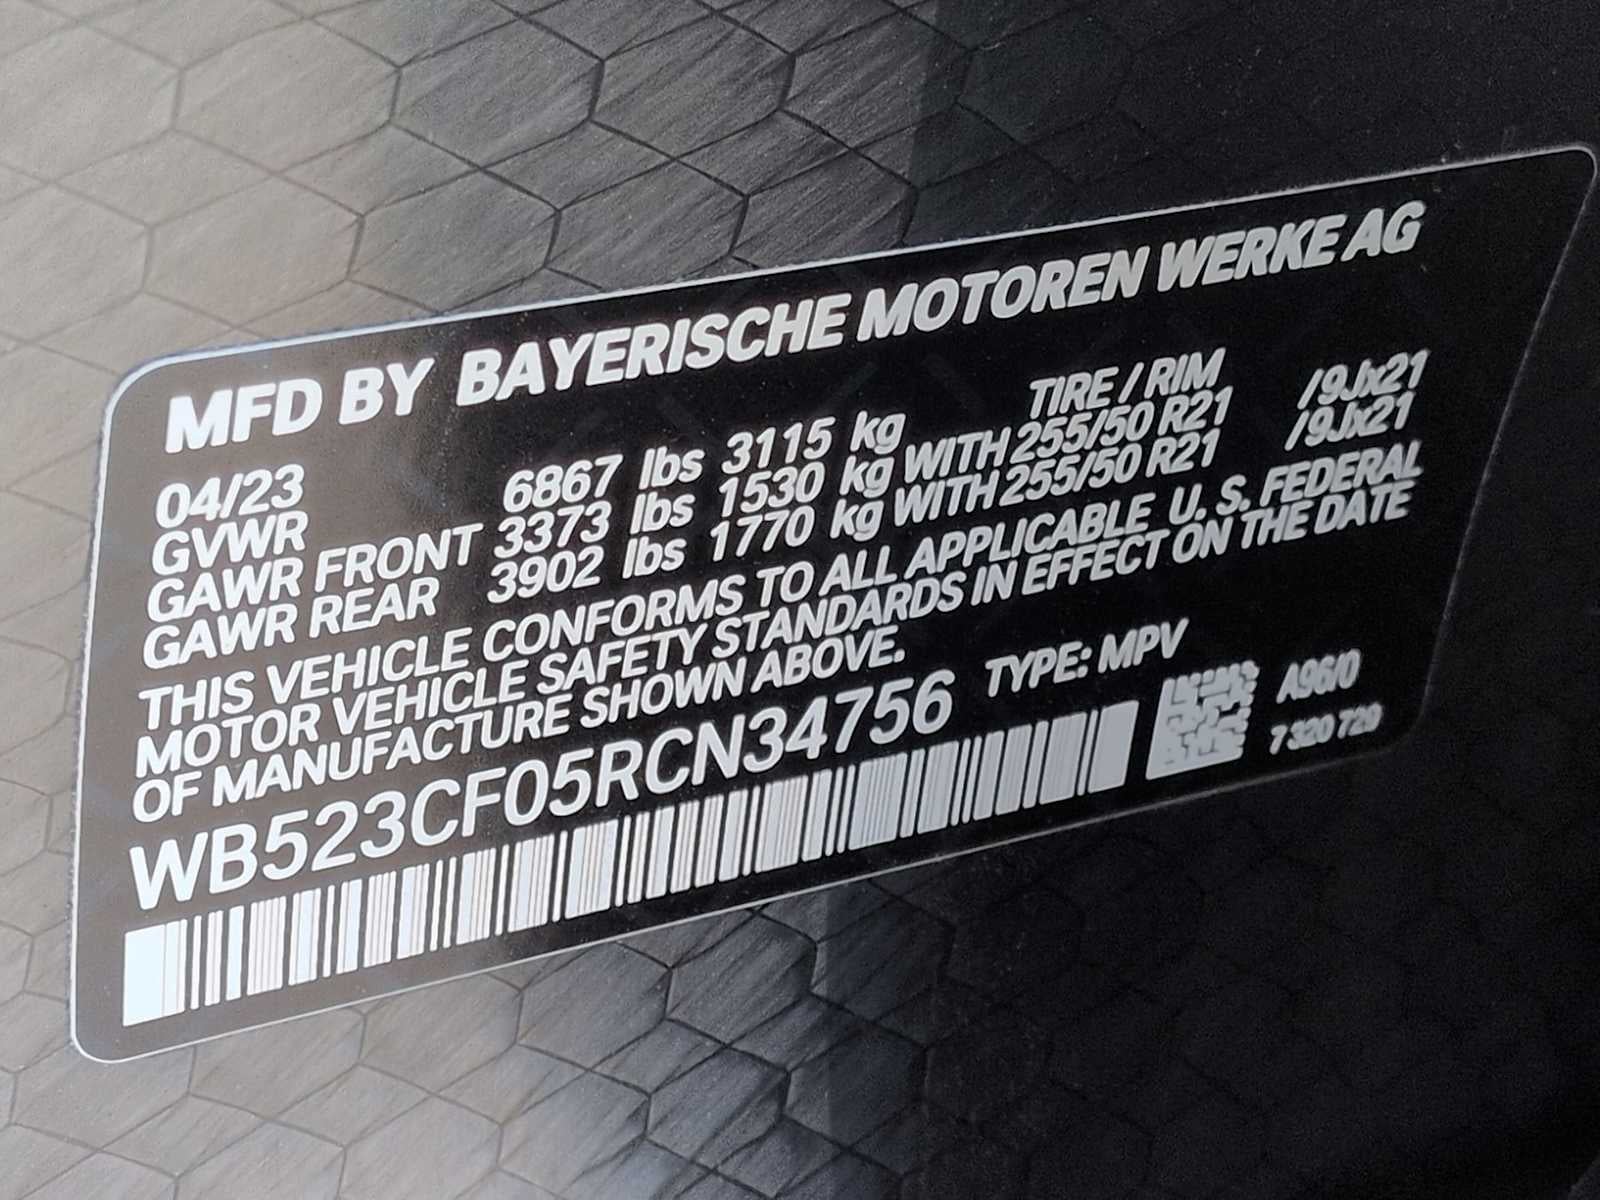 MFD BY BAYERISCHE MOTOREN WERKE AG
04/23 TIRE / RIM
GVWR 6867 lbs 3115 kg
GAWR FRONT 3373 lbs 1530 kg WITH 255/50 R21 /9Jx21
GAWR REAR 3902 lbs 1770 kg WITH 255/50 R21 /9Jx21
THIS VEHICLE CONFORMS TO ALL APPLICABLE U. S. FEDERAL
MOTOR VEHICLE SAFETY STANDARDS IN EFFECT ON THE DATE
OF MANUFACTURE SHOWN ABOVE.
WB523CF05RCN34756 TYPE: MPV
A96/0
7 320 729